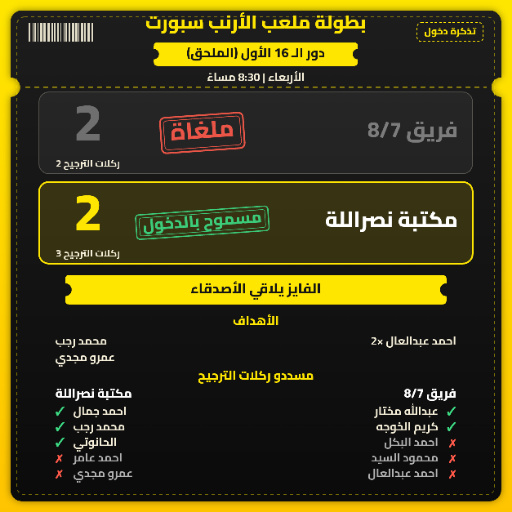 تذكرة دخول
بطولة ملعب الأرنب سبورت
دور الـ 16 الأول (الملحق)
الأربعاء | 8:30 مساءً
فريق 8/7
ملغاة
2
ركلات الترجيح 2
مكتبة نصراللة
مسموح بالدخول
2
ركلات الترجيح 3
الفايز يلاقي الأصدقاء
الأهداف
احمد عبدالعال ×2
محمد رجب
عمرو مجدي
مسددو ركلات الترجيح
فريق 8/7
✓ عبدالله مختار
✓ كريم الخوجه
✗ احمد البكل
✗ محمود السيد
✗ احمد عبدالعال
مكتبة نصراللة
احمد جمال ✓
محمد رجب ✓
الحانوتي ✓
احمد عامر ✗
عمرو مجدي ✗